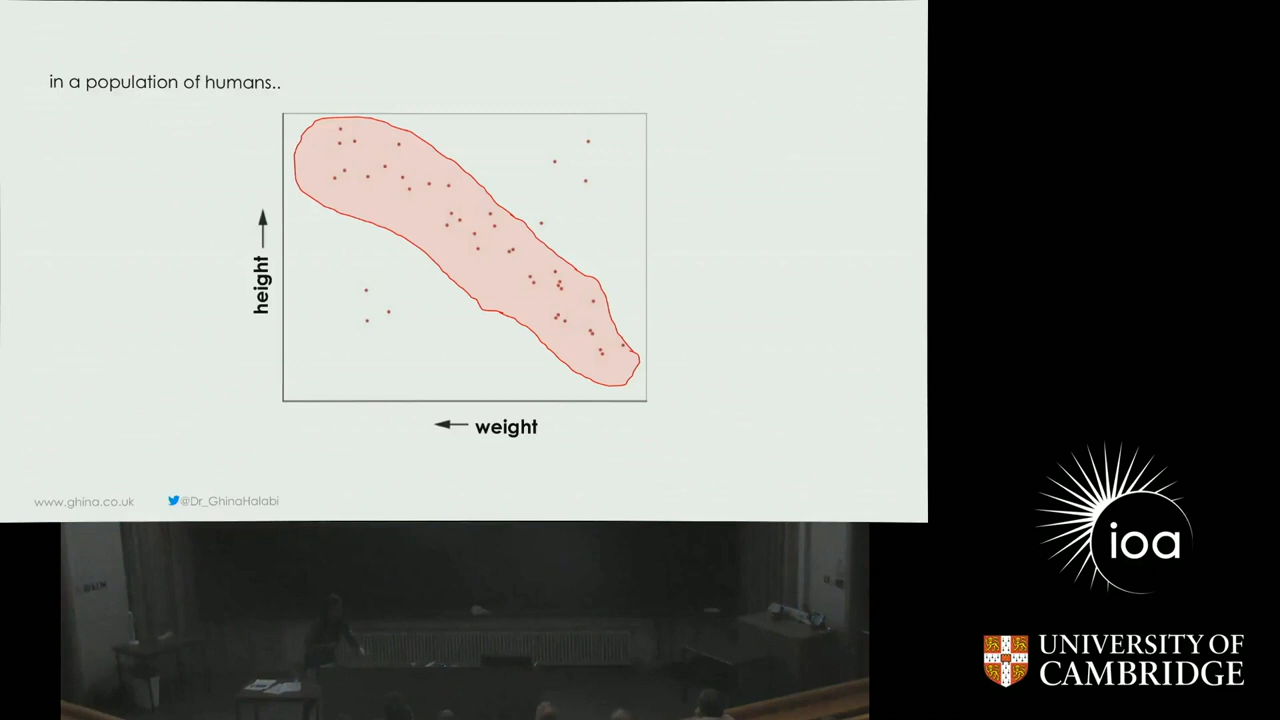 in a population of humans..
height
weight
www.ghina.co.uk
@Dr_GhinaHalabi
ioa
UNIVERSITY OF
CAMBRIDGE